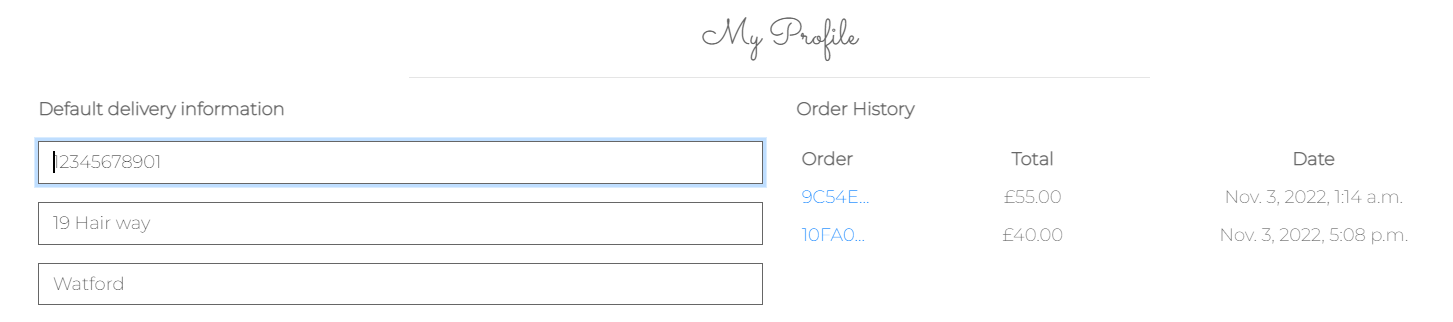 My Profile
Default delivery information
12345678901
19 Hair way
Watford
Order History
Order Total Date
9C54E... £55.00 Nov. 3, 2022, 1:14 a.m.
10FA0... £40.00 Nov. 3, 2022, 5:08 p.m.